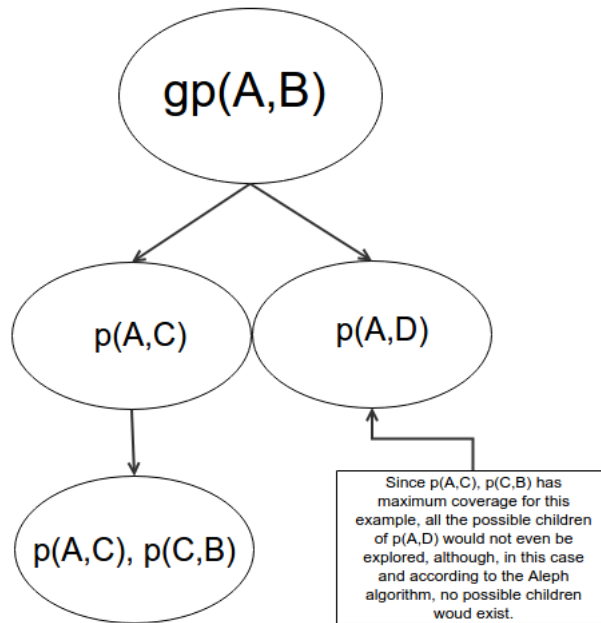 gp(A,B)
p(A,C)
p(A,D)
p(A,C), p(C,B)
Since p(A,C), p(C,B) has
maximum coverage for this
example, all the possible children
of p(A,D) would not even be
explored, although, in this case
and according to the Aleph
algorithm, no possible children
woud exist.